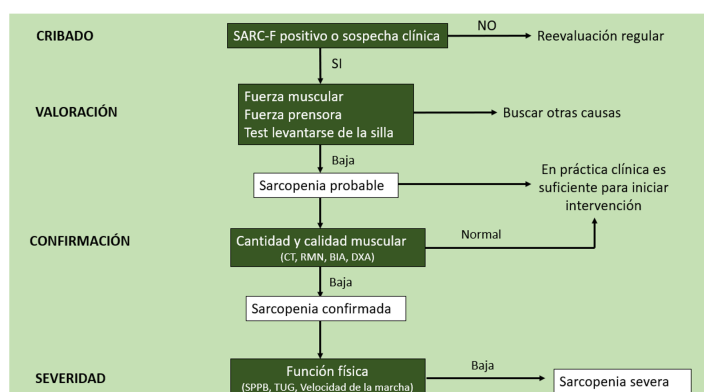 CRIBADO
SARC-F positivo o sospecha clínica
NO
Reevaluación regular
SI
VALORACIÓN
Fuerza muscular
Fuerza prensora
Test levantarse de la silla
Buscar otras causas
Baja
Sarcopenia probable
En práctica clínica es
suficiente para iniciar
intervención
CONFIRMACIÓN
Cantidad y calidad muscular
(CT, RMN, BIA, DXA)
Normal
Baja
Sarcopenia confirmada
SEVERIDAD
Función física
(SPPB, TUG, Velocidad de la marcha)
Baja
Sarcopenia severa